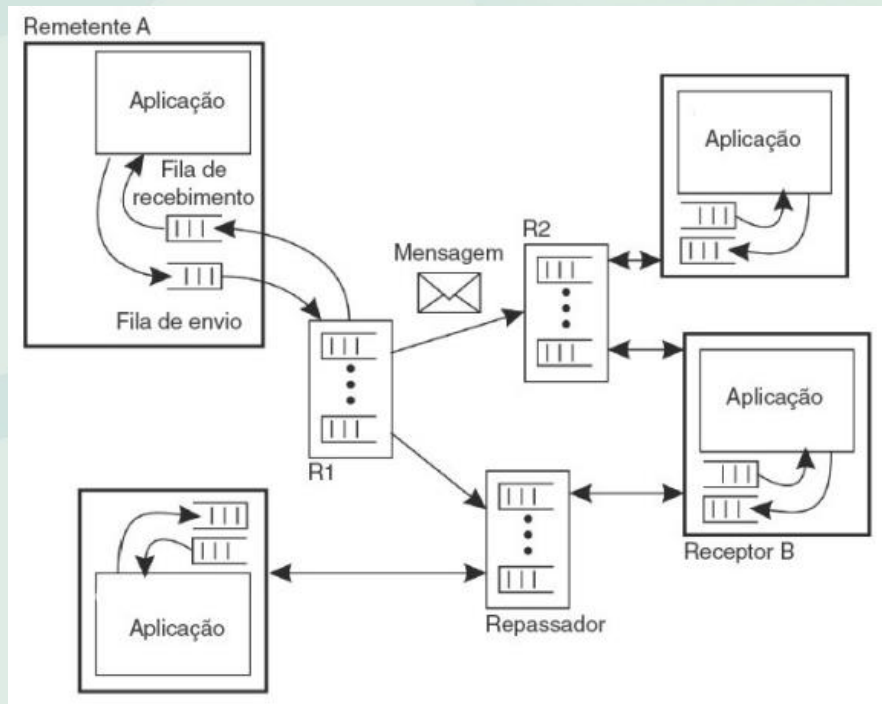 Remetente A
Aplicação
Fila de
recebimento
Fila de envio
R1
Mensagem
R2
Aplicação
Aplicação
Receptor B
Repassador
Aplicação